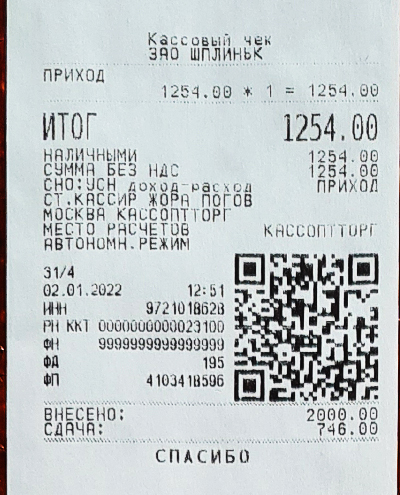 Кассовый чек
ЗАО ШПЛИНЬК
ПРИХОД
1254.00 * 1 = 1254.00
ИТОГ 1254.00
НАЛИЧНЫМИ 1254.00
СУММА БЕЗ НДС 1254.00
СНО:УСН доход-расход ПРИХОД
СТ.КАССИР ЖОРА ПОГОВ
МОСКВА КАССОПТТОРГ
МЕСТО РАСЧЕТОВ КАССОПТТОРГ
АВТОНОМН.РЕЖИМ
31/4
02.01.2022 12:51
ИНН 9721018628
РН ККТ 0000000000023100
ФН 9999999999999999
ФД 195
ФП 4103418596
ВНЕСЕНО: 2000.00
СДАЧА: 746.00
СПАСИБО